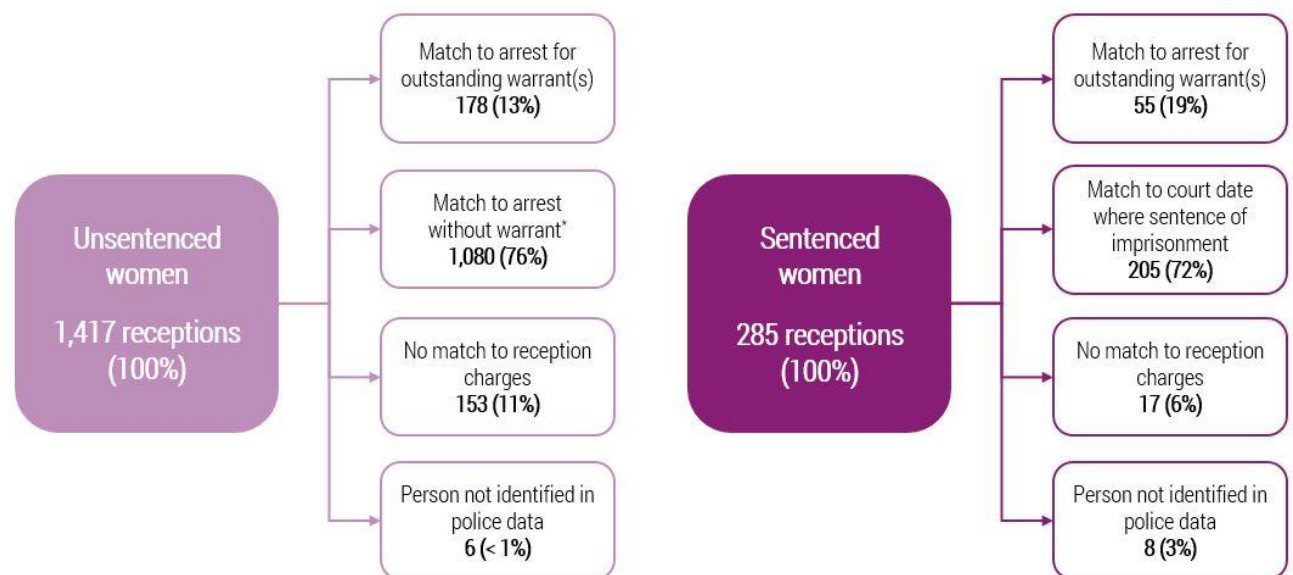 Unsentenced
women
1,417 receptions
(100%)
Match to arrest for
outstanding warrant(s)
178 (13%)
Match to arrest
without warrant*
1,080 (76%)
No match to reception
charges
153 (11%)
Person not identified in
police data
6 (< 1%)
Sentenced
women
285 receptions
(100%)
Match to arrest for
outstanding warrant(s)
55 (19%)
Match to court date
where sentence of
imprisonment
205 (72%)
No match to reception
charges
17 (6%)
Person not identified in
police data
8 (3%)